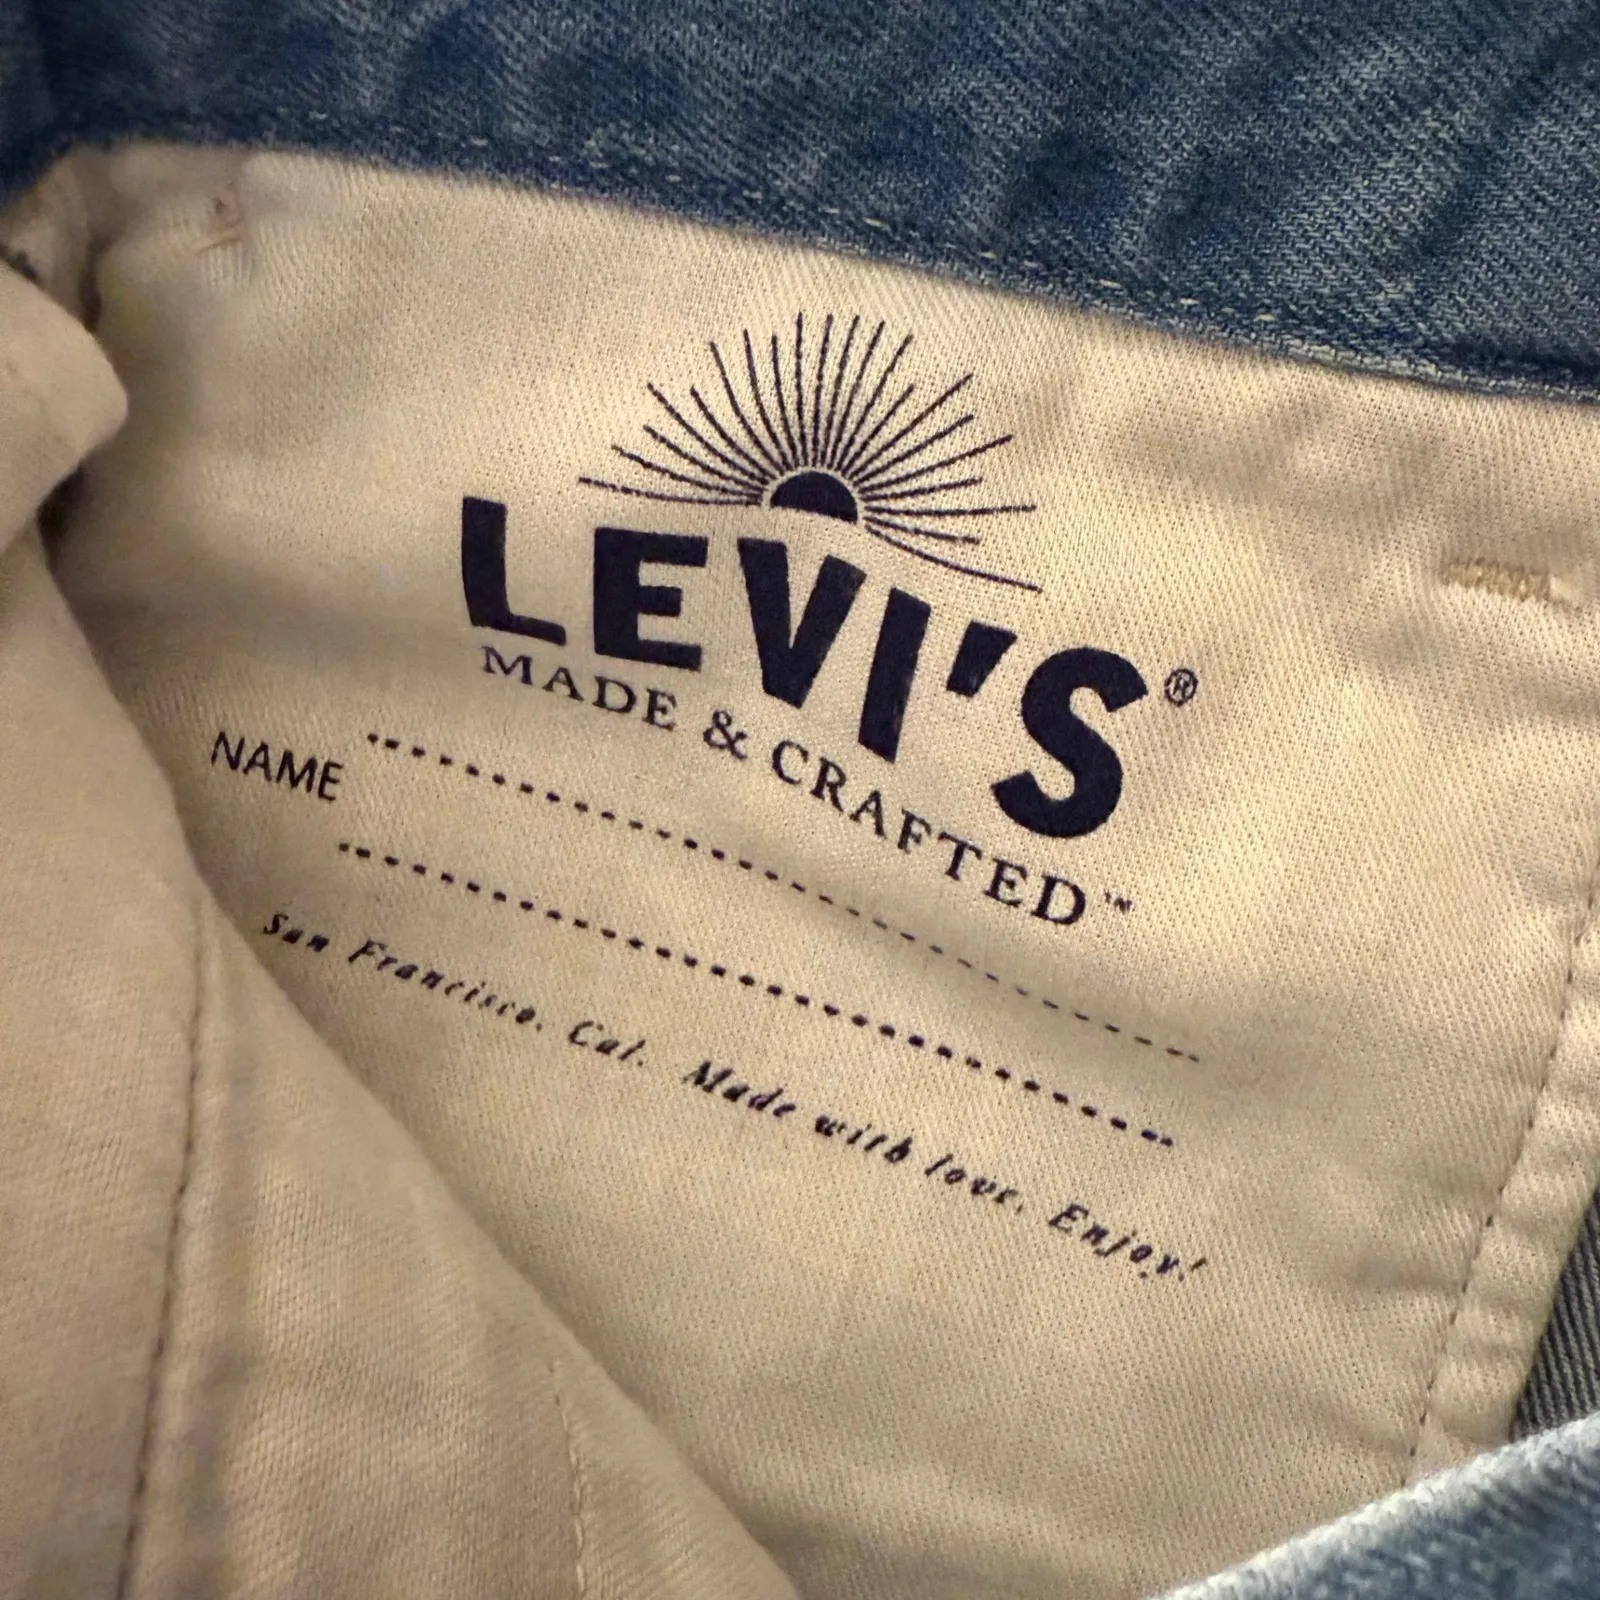 LEVI'S®
MADE & CRAFTED™
NAME
San Francisco, Cal. Made with love. Enjoy!